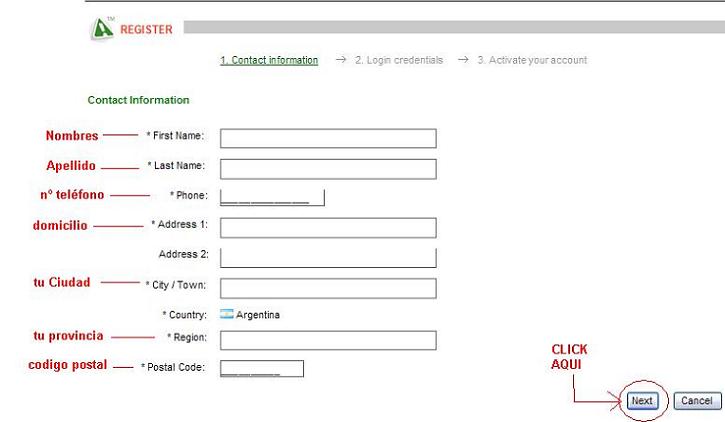 TM
REGISTER
1. Contact information → 2. Login credentials → 3. Activate your account
Contact Information
Nombres * First Name:
Apellido * Last Name:
nº teléfono * Phone:
domicilio * Address 1:
Address 2:
tu Ciudad * City / Town:
* Country: Argentina
tu provincia * Region:
codigo postal * Postal Code:
CLICK
AQUI
Next Cancel